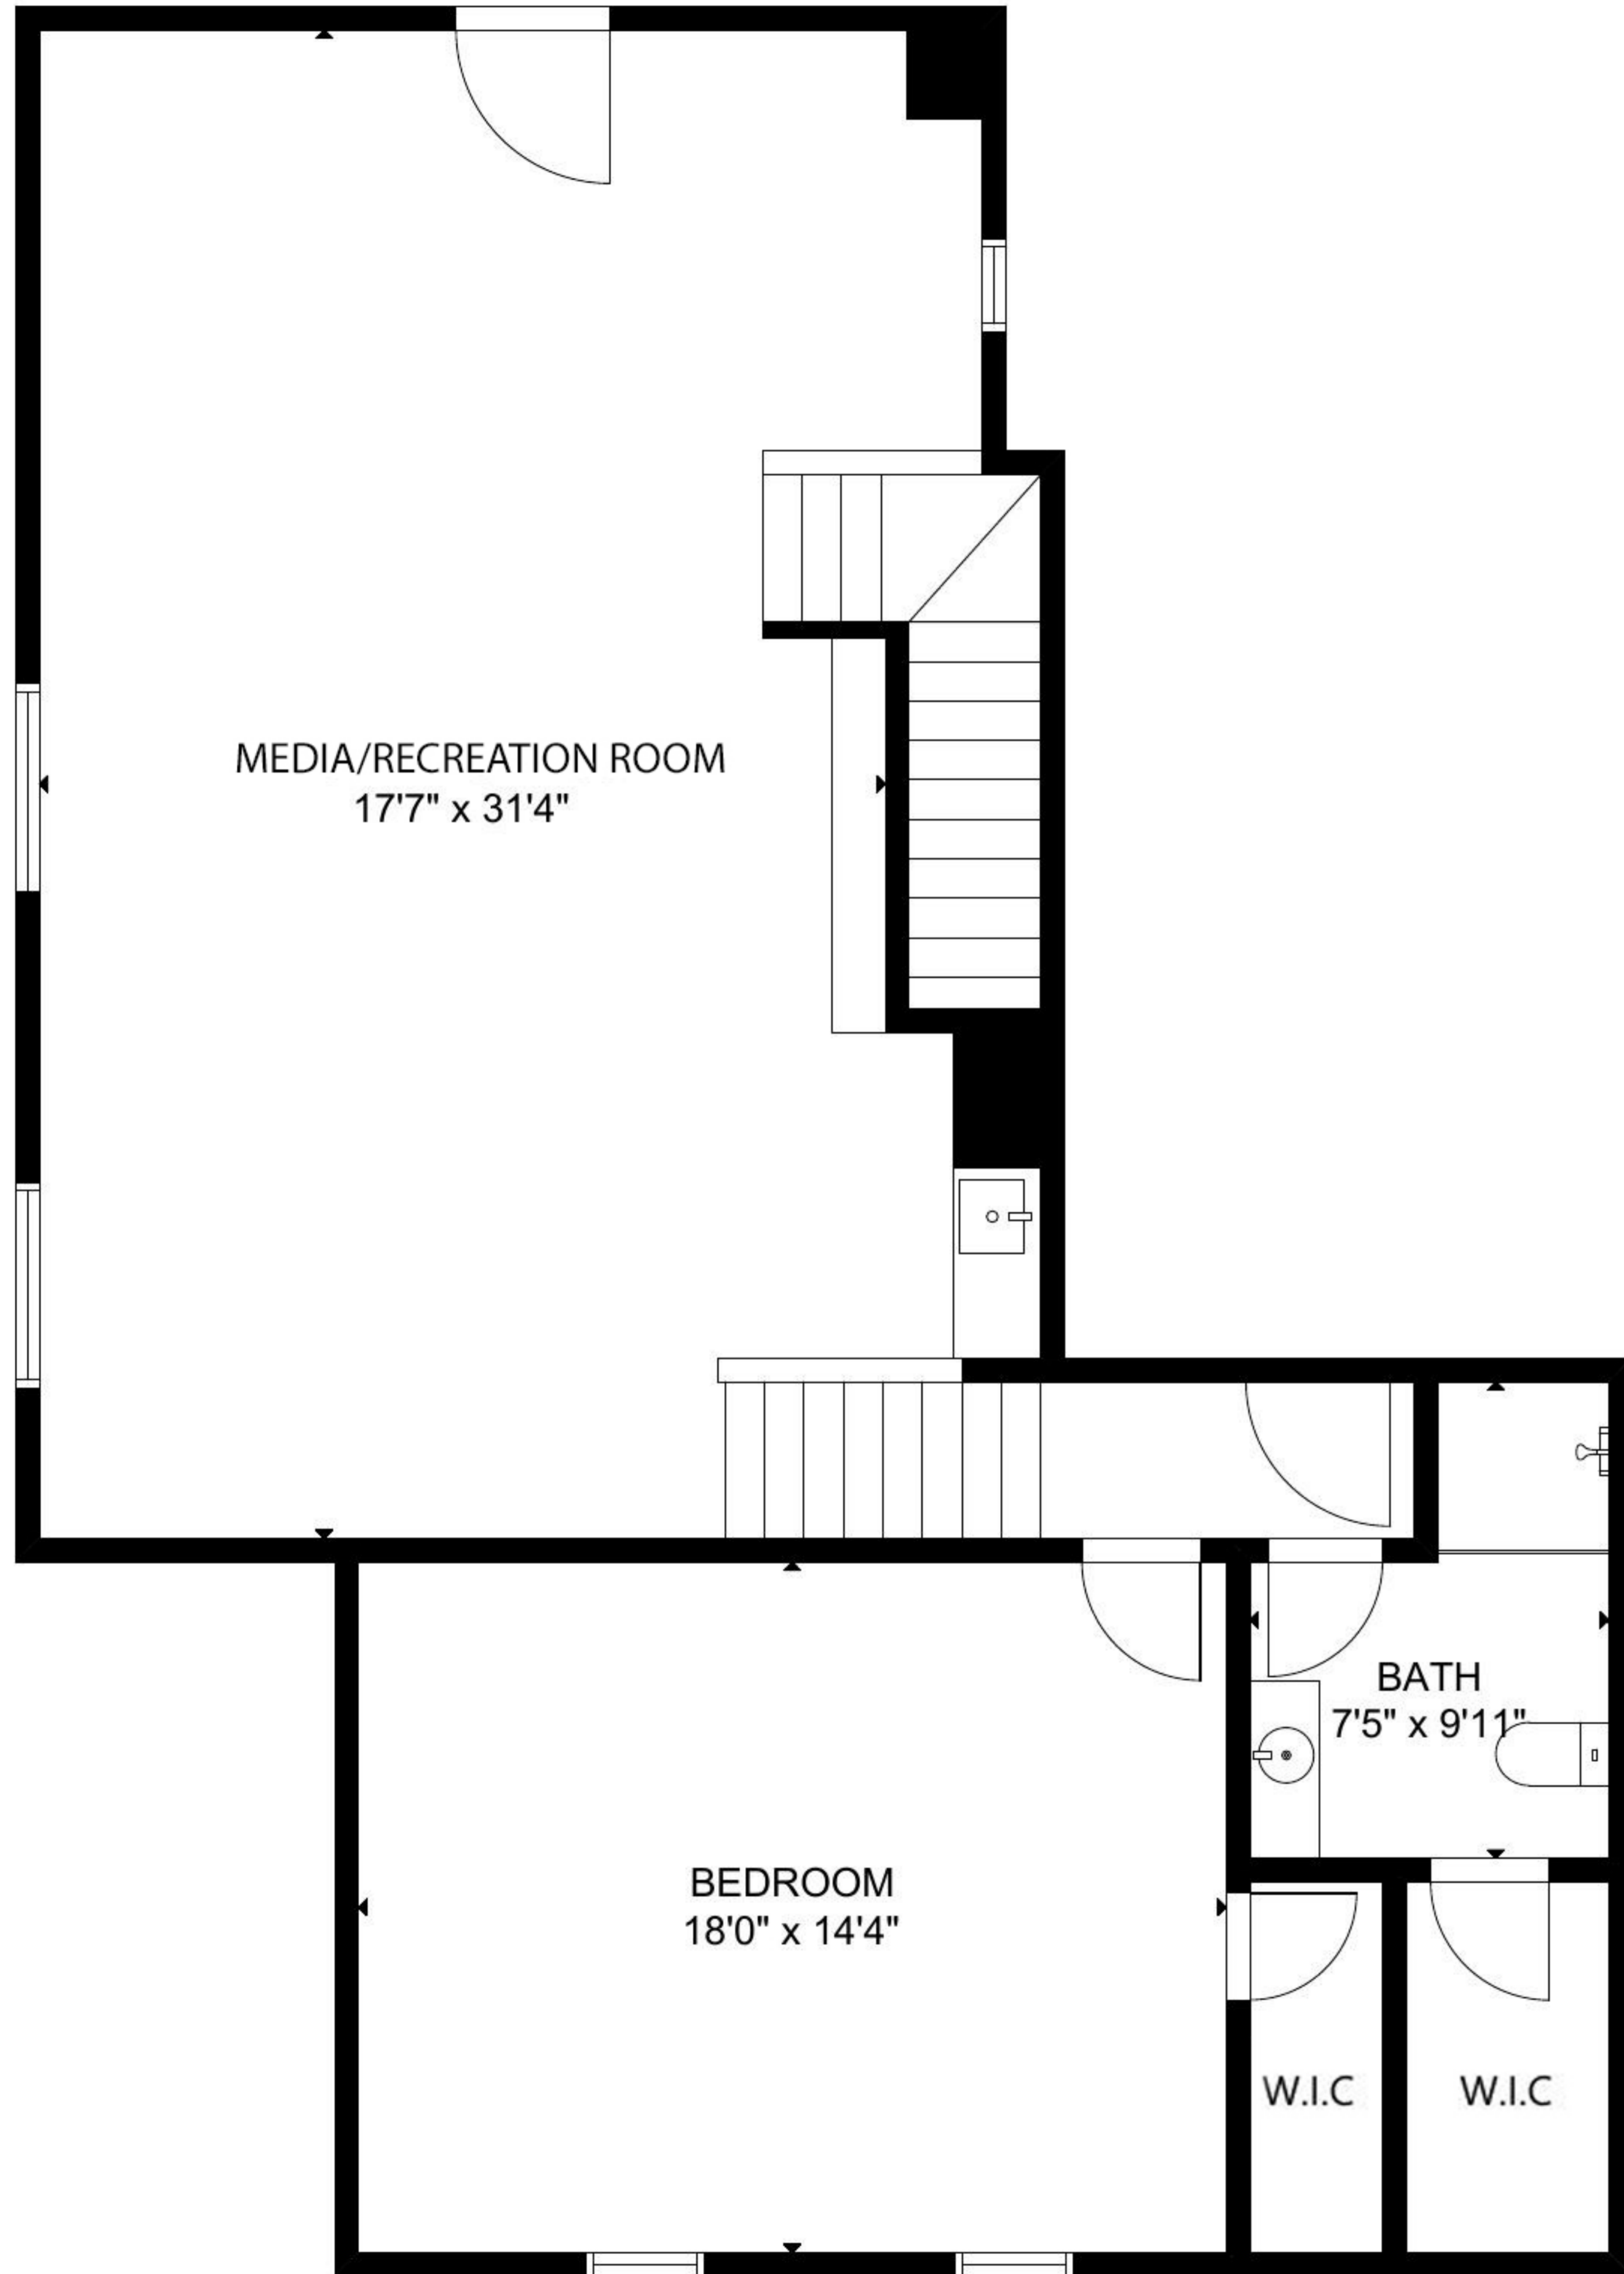 MEDIA/RECREATION ROOM
17'7" x 31'4"
BATH
7'5" x 9'11"
BEDROOM
18'0" x 14'4"
W.I.C
W.I.C